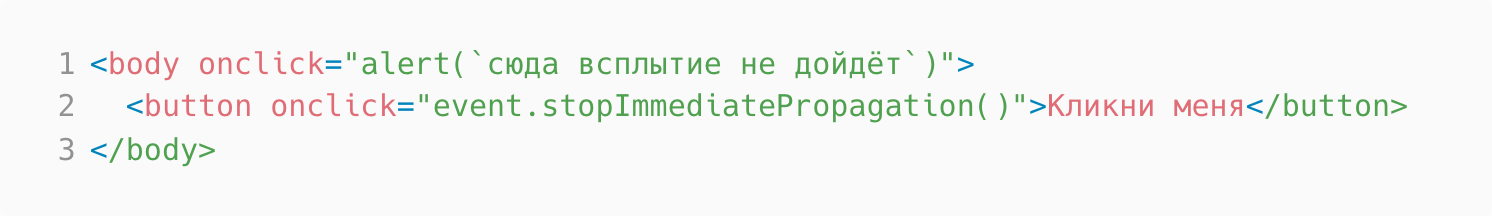 1 <body onclick="alert(`сюда всплытие не дойдёт`)">
2   <button onclick="event.stopImmediatePropagation()">Кликни меня</button>
3 </body>